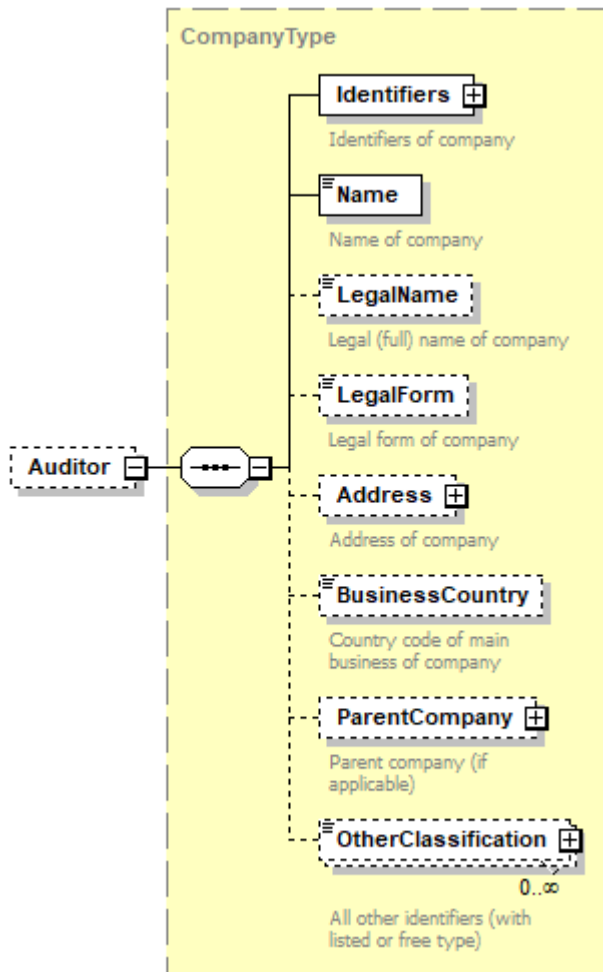 CompanyType
Identifiers
Identifiers of company
Name
Name of company
LegalName
Legal (full) name of company
LegalForm
Legal form of company
Auditor
Address
Address of company
BusinessCountry
Country code of main
business of company
ParentCompany
Parent company (if
applicable)
OtherClassification
0..∞
All other identifiers (with
listed or free type)